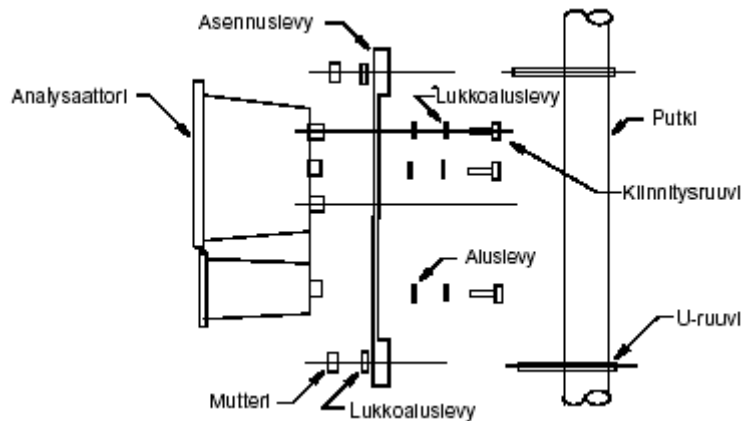 Asennuslevy
Analysaattori
Lukkoaluslevy
Putki
Kiinnitysruuvi
Aluslevy
U-ruuvi
Mutteri
Lukkoaluslevy